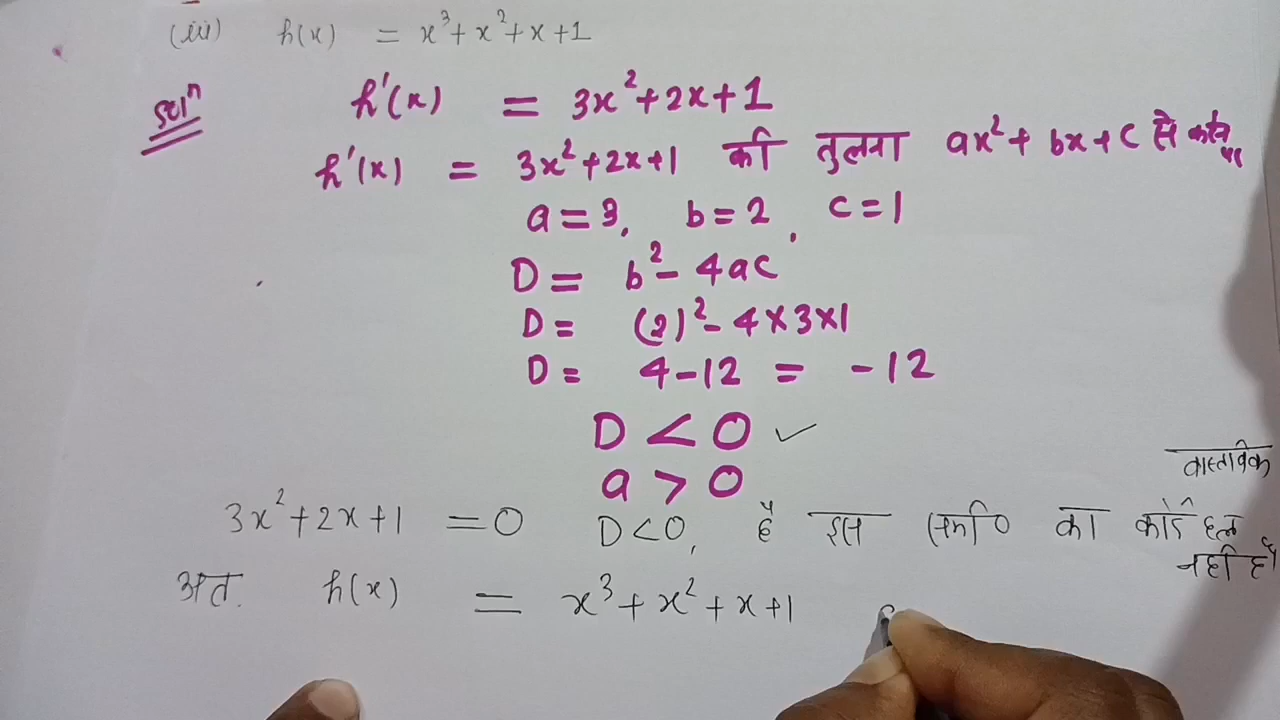 (iii) h(x) = x³+x²+x+1
solⁿ h'(x) = 3x²+2x+1
h'(x) = 3x²+2x+1 की तुलना ax²+bx+c से करने पर
a=3, b=2, c=1
D= b²-4ac
D= (2)²-4×3×1
D= 4-12 = -12
D<0 ✓
a>0
वास्तविक
3x²+2x+1 =0 D<0, है इस समी० का कोई ^ हल
नहीं है
अतः h(x) = x³+x²+x+1